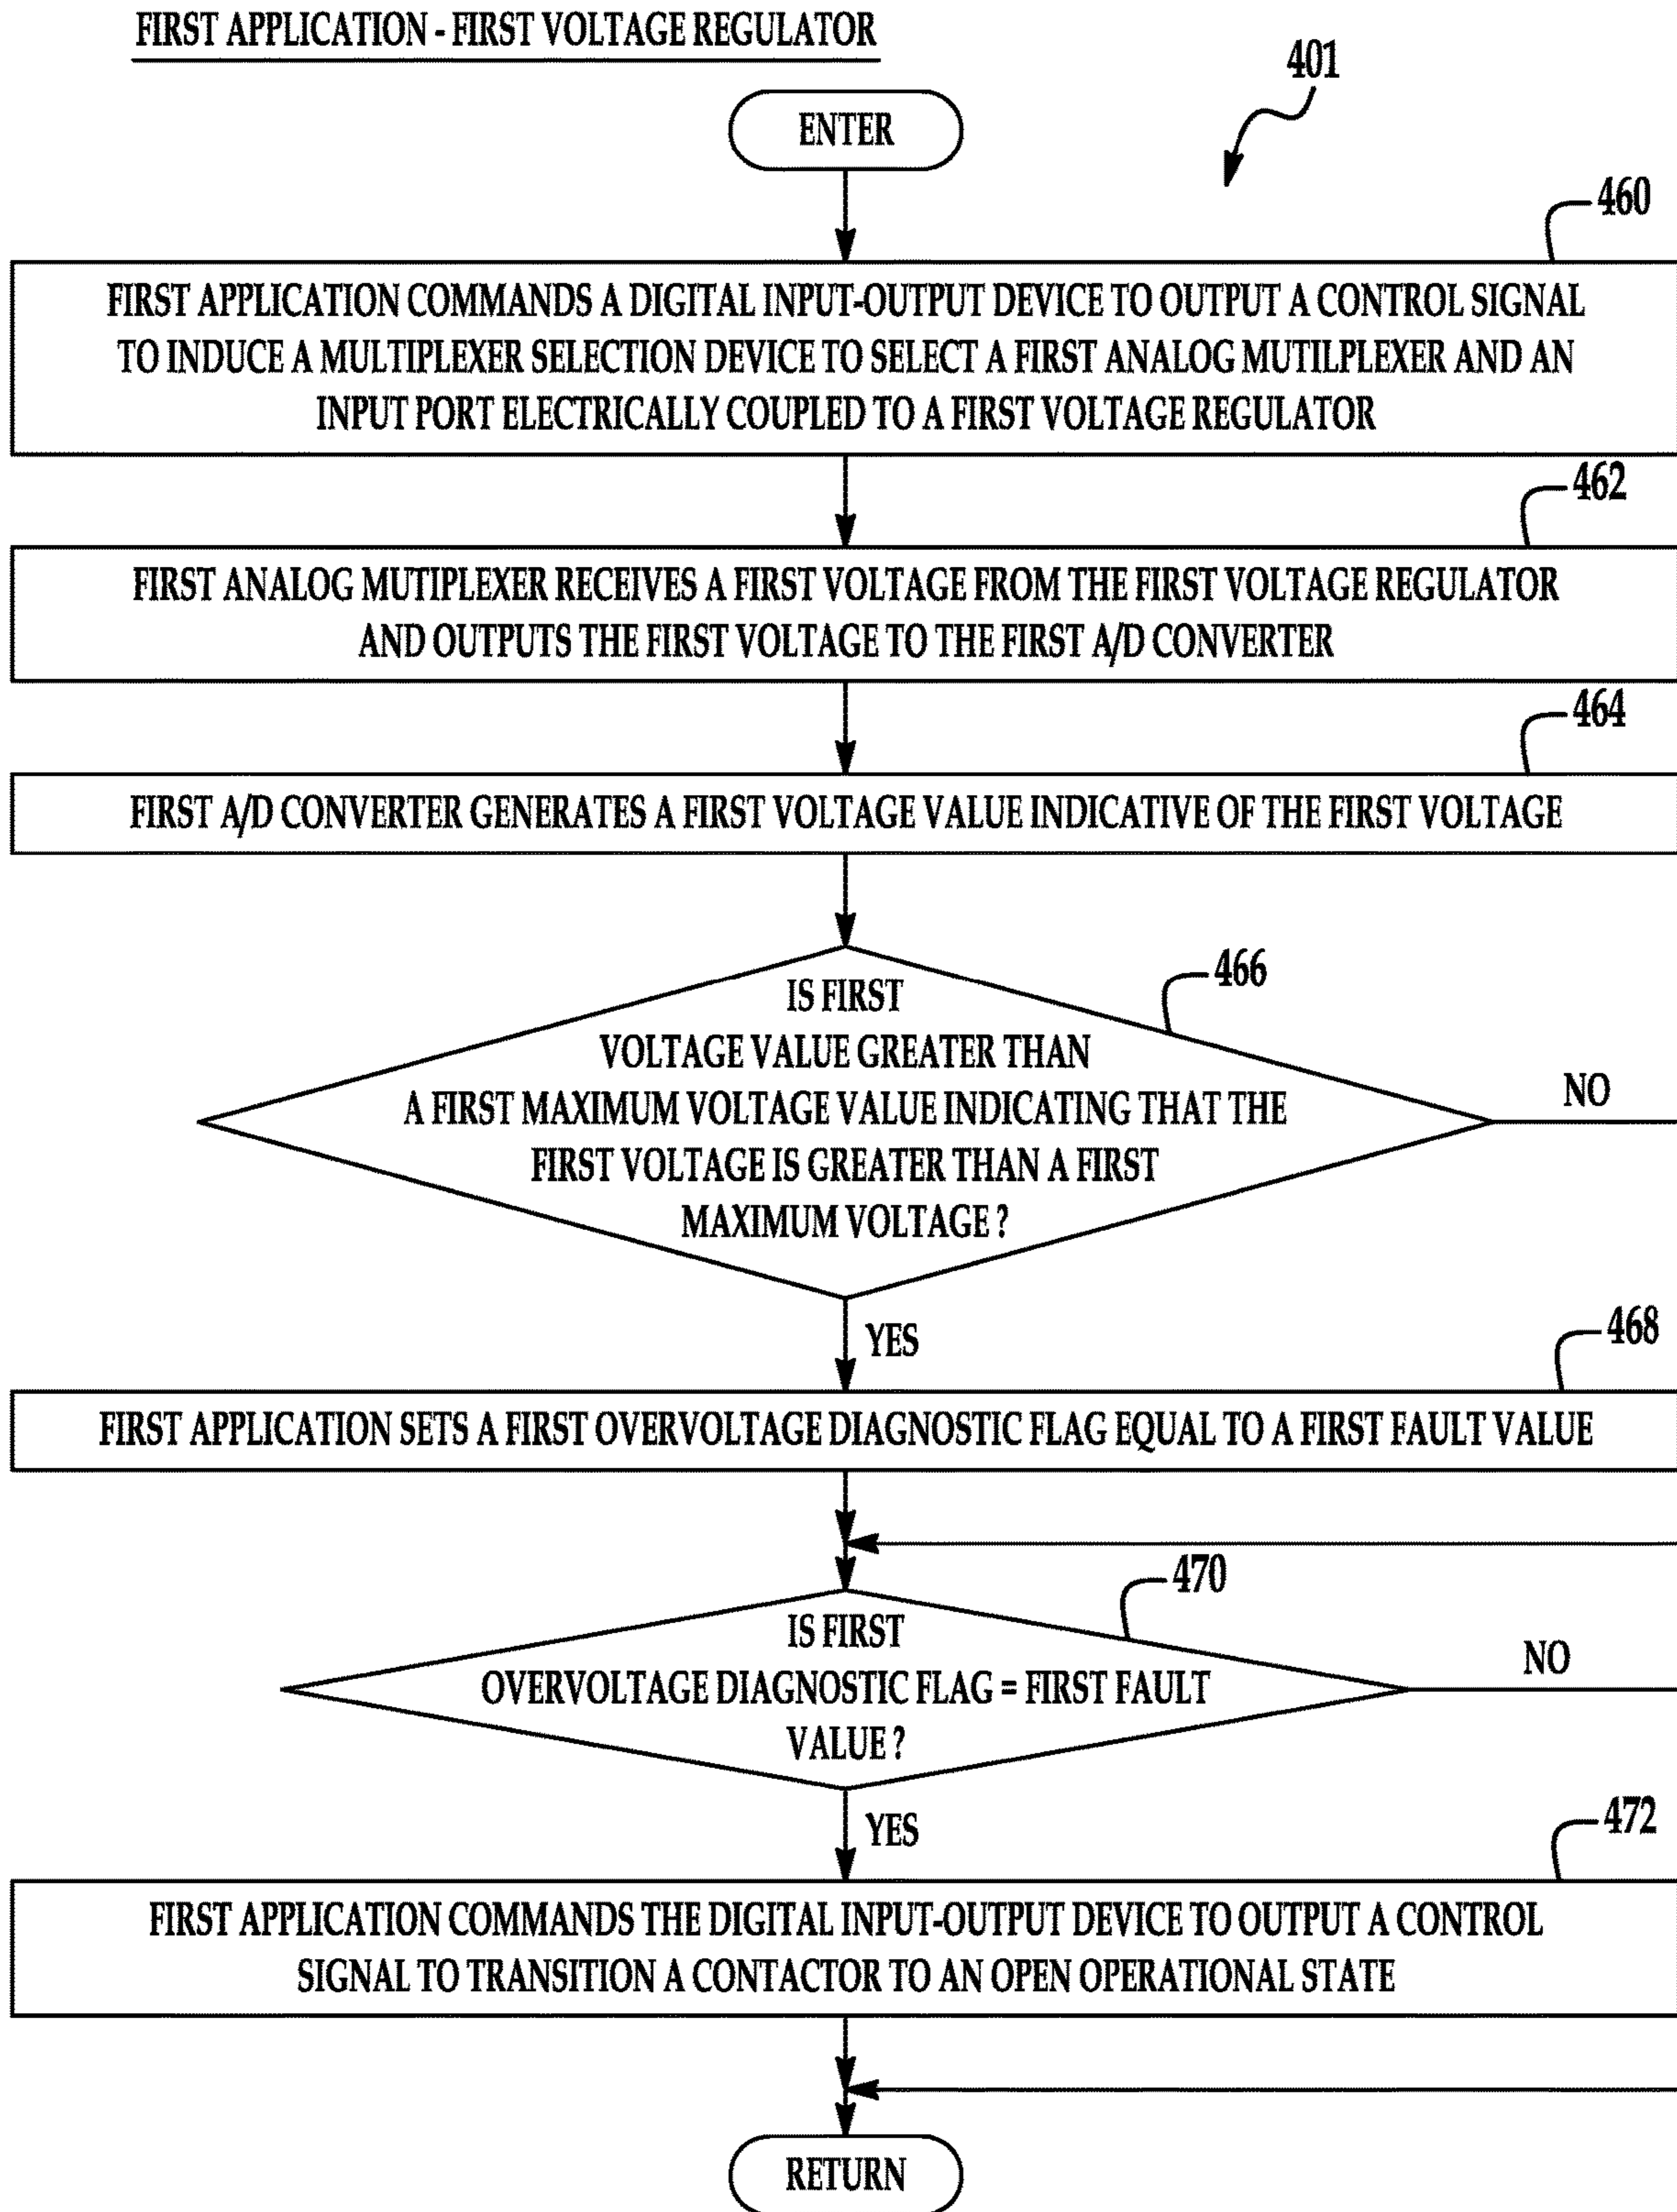 FIRST APPLICATION - FIRST VOLTAGE REGULATOR
401
ENTER
460
FIRST APPLICATION COMMANDS A DIGITAL INPUT-OUTPUT DEVICE TO OUTPUT A CONTROL SIGNAL
TO INDUCE A MULTIPLEXER SELECTION DEVICE TO SELECT A FIRST ANALOG MUTILPLEXER AND AN
INPUT PORT ELECTRICALLY COUPLED TO A FIRST VOLTAGE REGULATOR
462
FIRST ANALOG MUTIPLEXER RECEIVES A FIRST VOLTAGE FROM THE FIRST VOLTAGE REGULATOR
AND OUTPUTS THE FIRST VOLTAGE TO THE FIRST A/D CONVERTER
464
FIRST A/D CONVERTER GENERATES A FIRST VOLTAGE VALUE INDICATIVE OF THE FIRST VOLTAGE
466
IS FIRST
VOLTAGE VALUE GREATER THAN
A FIRST MAXIMUM VOLTAGE VALUE INDICATING THAT THE
FIRST VOLTAGE IS GREATER THAN A FIRST
MAXIMUM VOLTAGE ?
NO
YES
468
FIRST APPLICATION SETS A FIRST OVERVOLTAGE DIAGNOSTIC FLAG EQUAL TO A FIRST FAULT VALUE
470
IS FIRST
OVERVOLTAGE DIAGNOSTIC FLAG = FIRST FAULT
VALUE ?
NO
YES
472
FIRST APPLICATION COMMANDS THE DIGITAL INPUT-OUTPUT DEVICE TO OUTPUT A CONTROL
SIGNAL TO TRANSITION A CONTACTOR TO AN OPEN OPERATIONAL STATE
RETURN